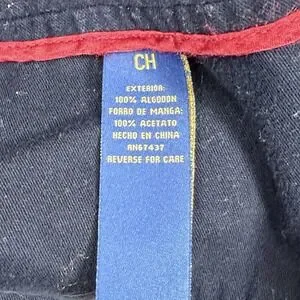 CH
EXTERIOR:
100% ALGODON
FORRO DE MANGA:
100% ACETATO
HECHO EN CHINA
RN67437
REVERSE FOR CARE